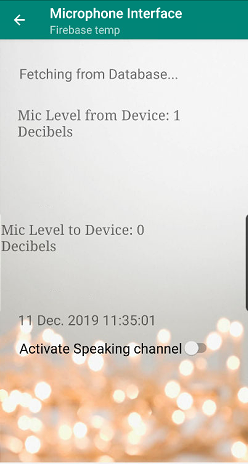 Microphone Interface
Firebase temp
Fetching from Database...
Mic Level from Device: 1
Decibels
Mic Level to Device: 0
Decibels
11 Dec. 2019 11:35:01
Activate Speaking channel